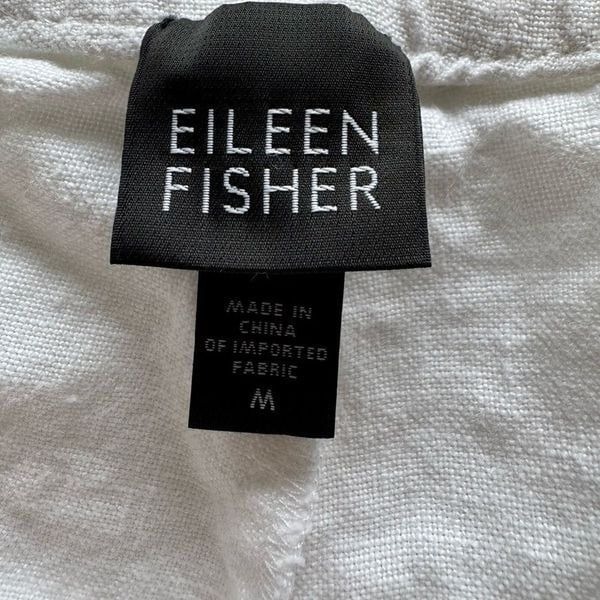 EILEEN
FISHER
MADE IN
CHINA
OF IMPORTED
FABRIC
M